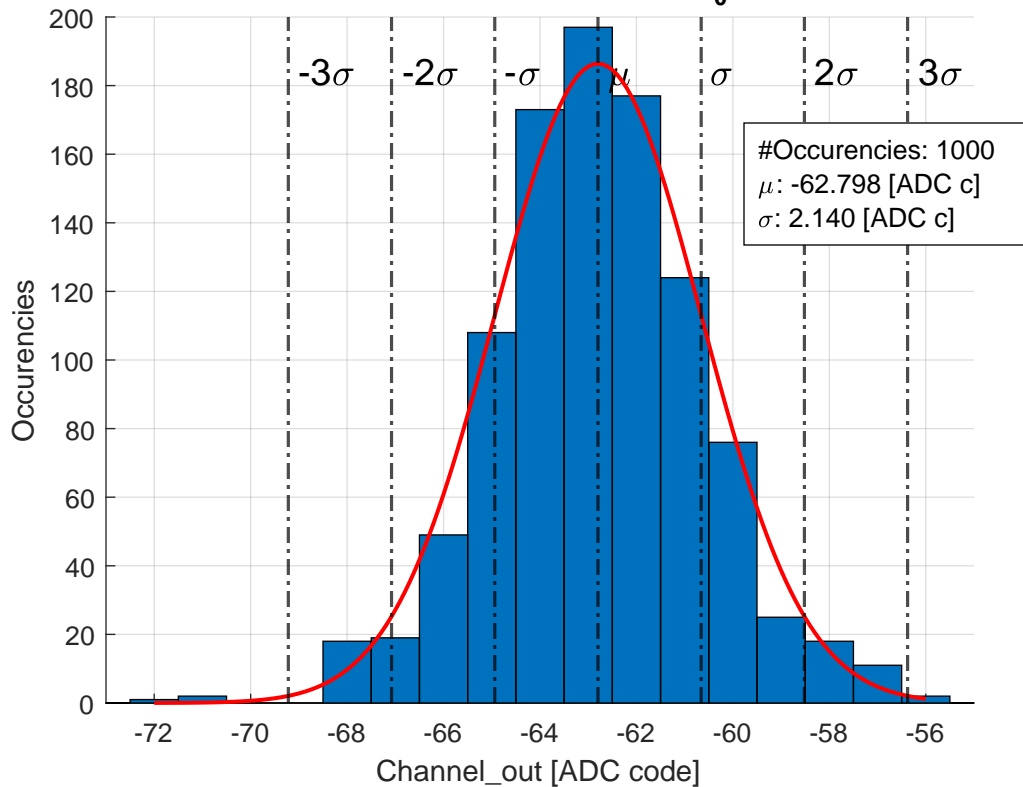 0
200
180
160
140
120
100
80
60
40
20
0
Occurencies
-3σ -2σ -σ μ σ 2σ 3σ
#Occurencies: 1000
μ: -62.798 [ADC c]
σ: 2.140 [ADC c]
-72 -70 -68 -66 -64 -62 -60 -58 -56
Channel_out [ADC code]